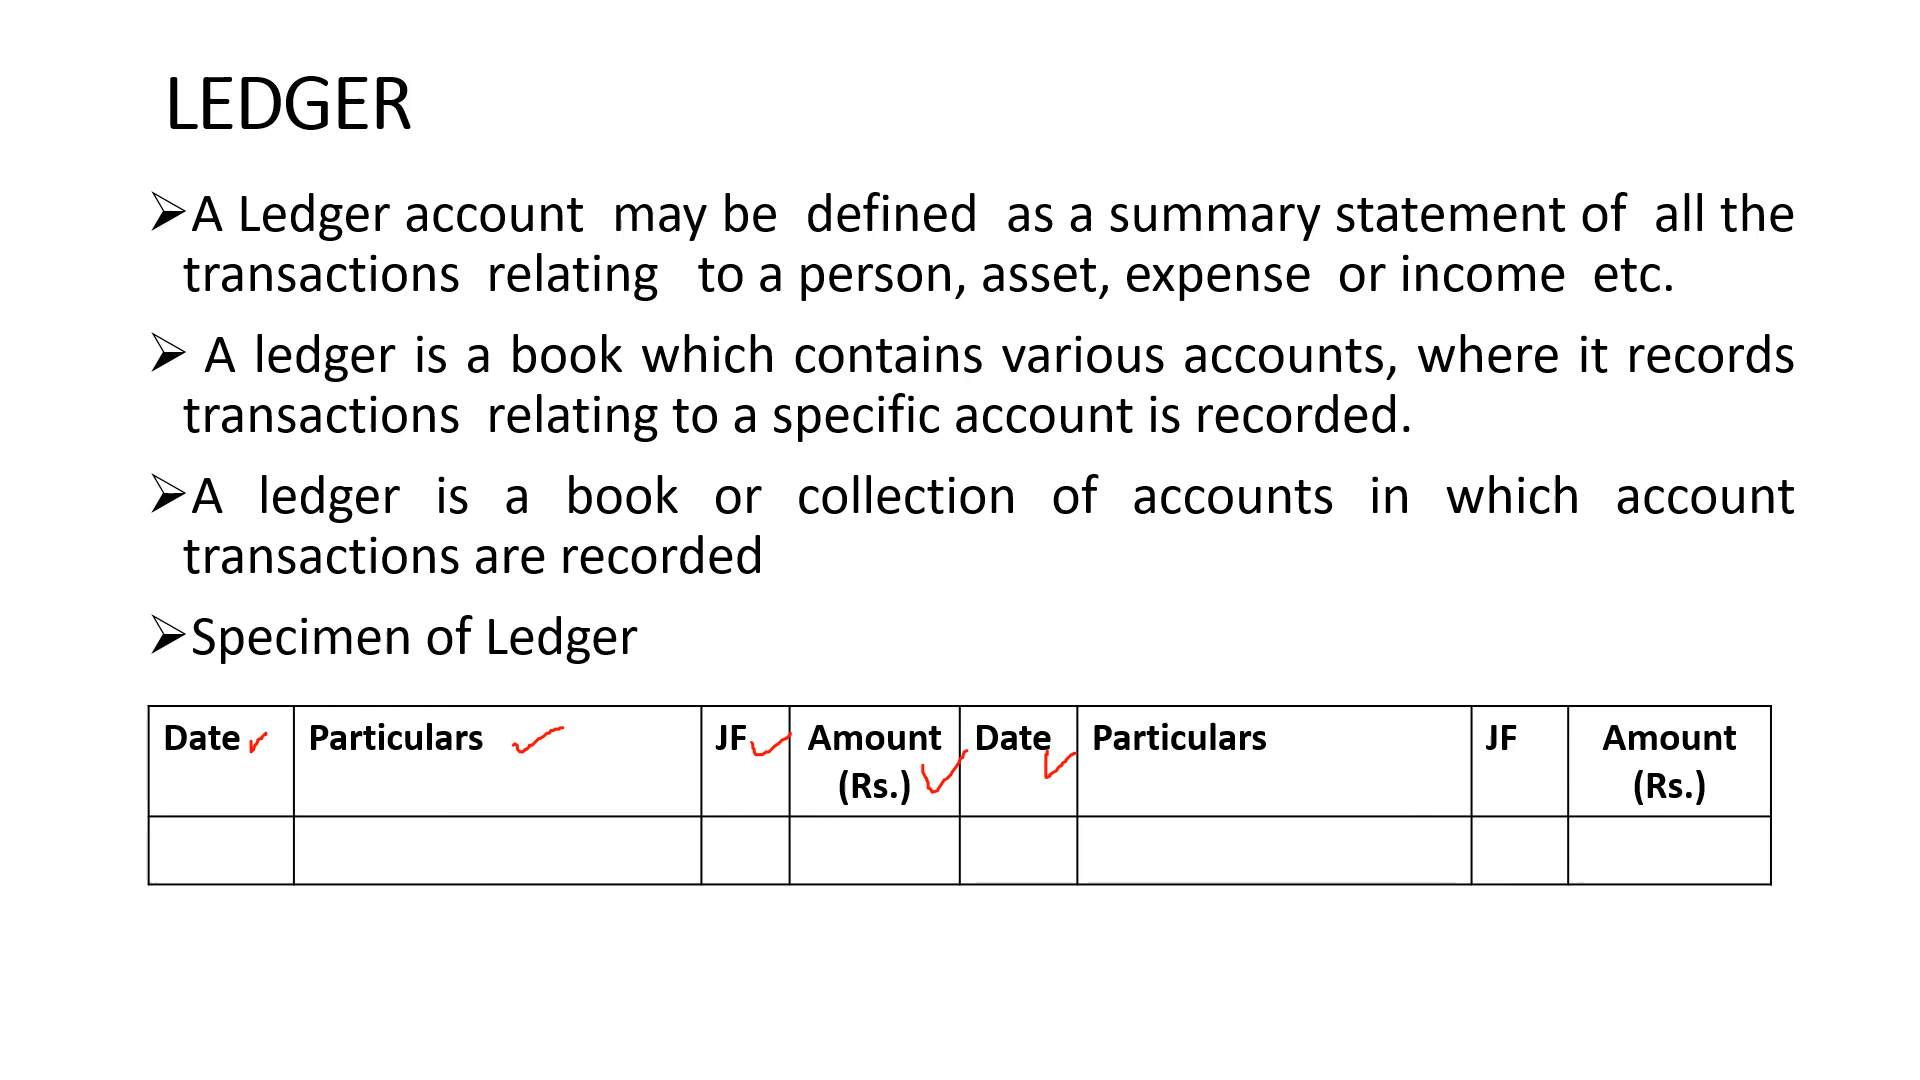 LEDGER
➢A Ledger account may be defined as a summary statement of all the
transactions relating to a person, asset, expense or income etc.
➢ A ledger is a book which contains various accounts, where it records
transactions relating to a specific account is recorded.
➢A ledger is a book or collection of accounts in which account
transactions are recorded
➢Specimen of Ledger
Date Particulars JF Amount Date Particulars JF Amount
(Rs.) (Rs.)